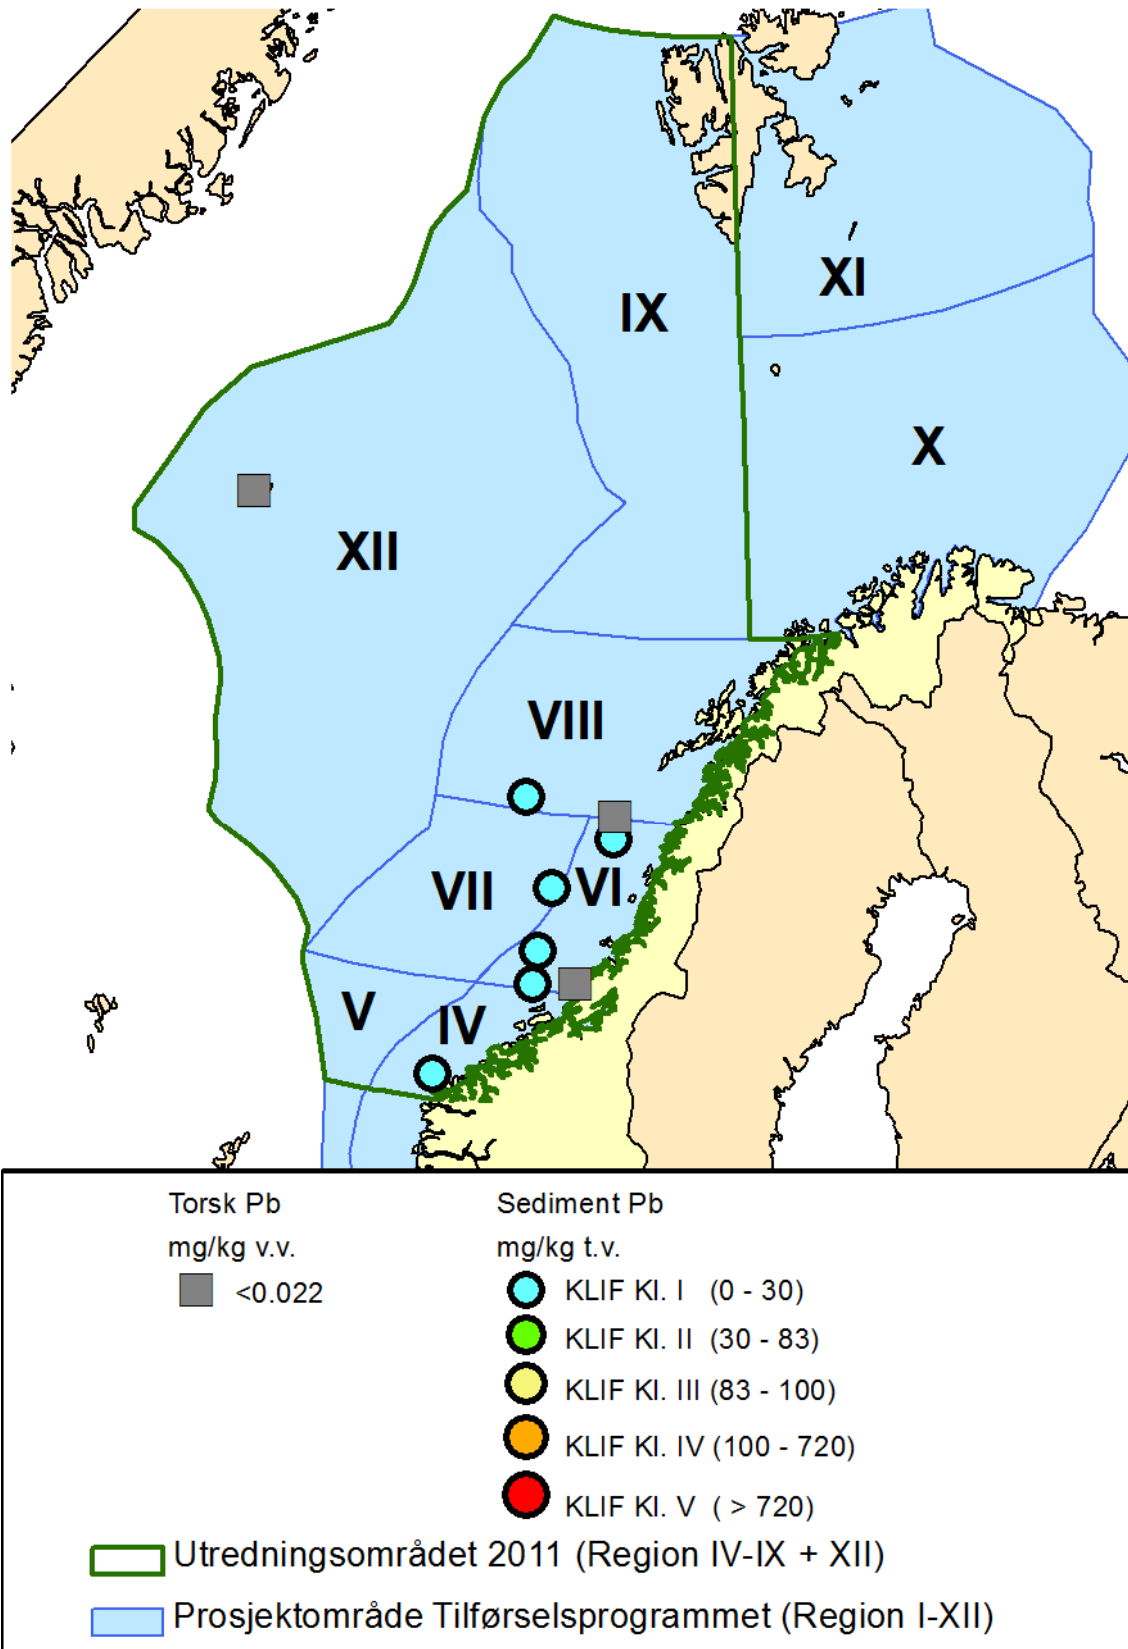 XI
IX
X
XII
VIII
VII
VI
V
IV
Torsk Pb
mg/kg v.v.
<0.022
Sediment Pb
mg/kg t.v.
KLIF Kl. I (0 - 30)
KLIF Kl. II (30 - 83)
KLIF Kl. III (83 - 100)
KLIF Kl. IV (100 - 720)
KLIF Kl. V ( > 720)
Utredningsområdet 2011 (Region IV-IX + XII)
Prosjektområde Tilførselsprogrammet (Region I-XII)